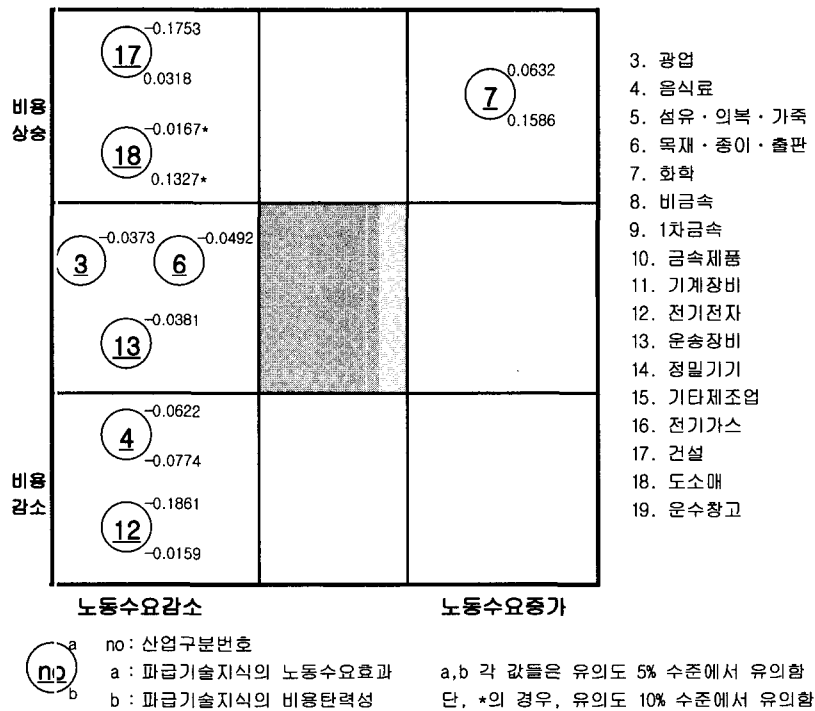 비용
상승
17 -0.1753
0.0318
18 -0.0167*
0.1327*
7 0.0632
0.1586
3 -0.0373
6 -0.0492
13 -0.0381
비용
감소
4 -0.0622
-0.0774
12 -0.1861
-0.0159
노동수요감소
노동수요증가
3. 광업
4. 음식료
5. 섬유·의복·가죽
6. 목재·종이·출판
7. 화학
8. 비금속
9. 1차금속
10. 금속제품
11. 기계장비
12. 전기전자
13. 운송장비
14. 정밀기기
15. 기타제조업
16. 전기가스
17. 건설
18. 도소매
19. 운수창고
no a
b
no : 산업구분번호
a : 파급기술지식의 노동수요효과
b : 파급기술지식의 비용탄력성
a,b 각 값들은 유의도 5% 수준에서 유의함
단, *의 경우, 유의도 10% 수준에서 유의함